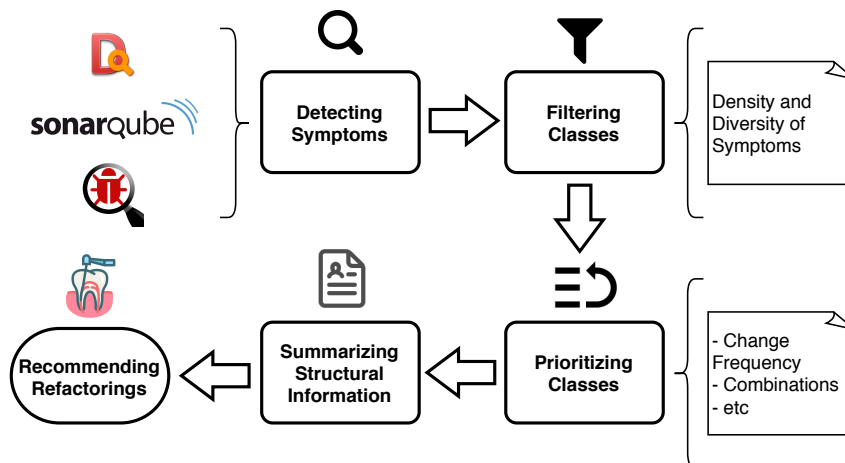 D
sonarqube
Detecting
Symptoms
Filtering
Classes
Density and
Diversity of
Symptoms
Recommending
Refactorings
Summarizing
Structural
Information
Prioritizing
Classes
- Change
Frequency
- Combinations
- etc